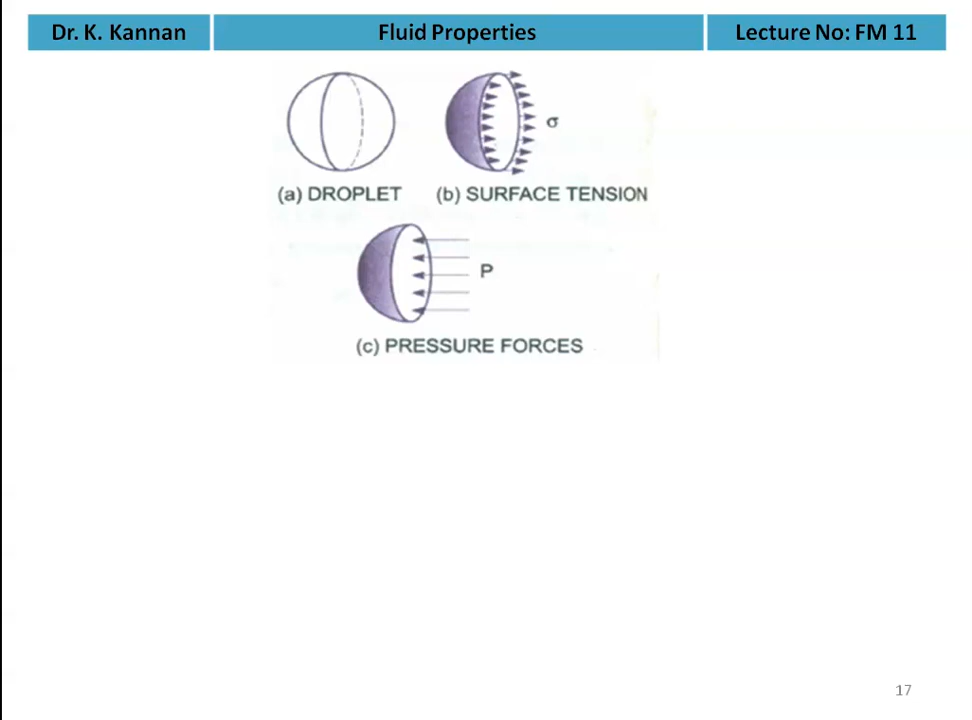 Dr. K. Kannan
Fluid Properties
Lecture No: FM 11
σ
(a) DROPLET
(b) SURFACE TENSION
P
(c) PRESSURE FORCES
17